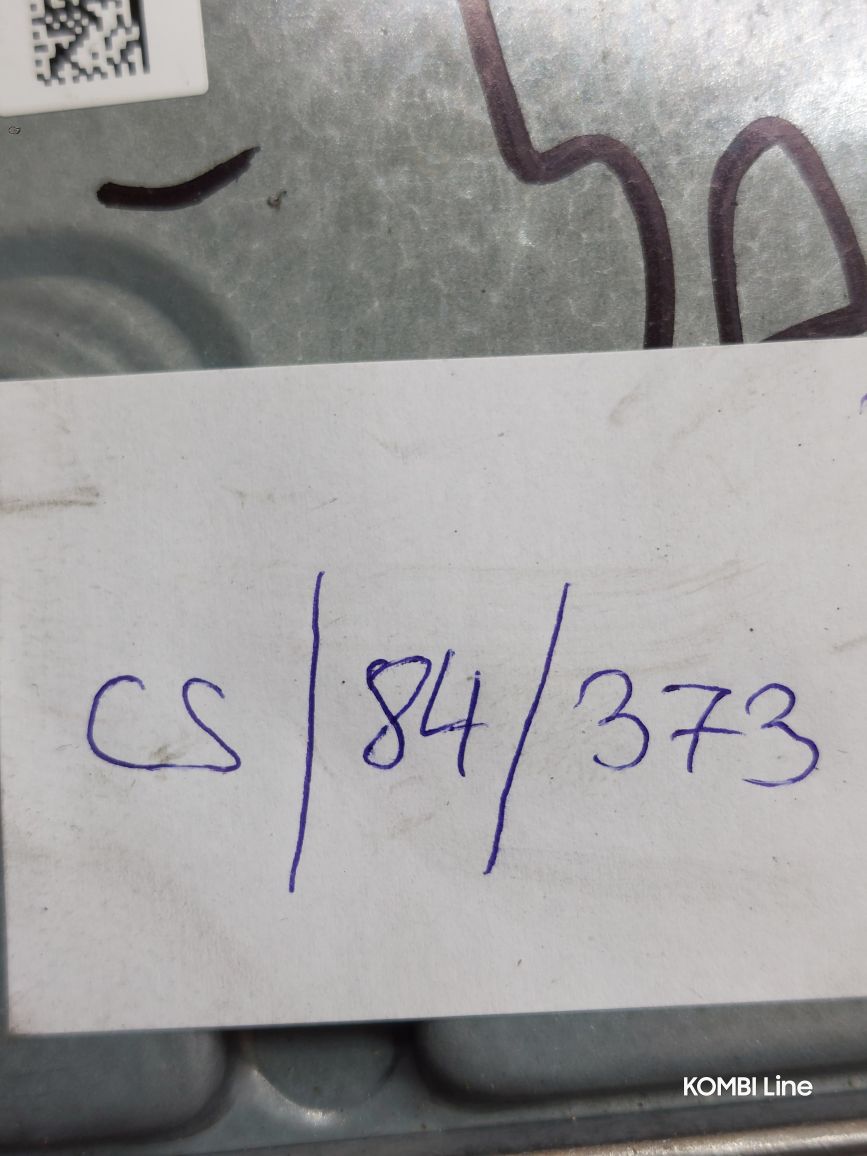 CS/84/373
KOMBI Line